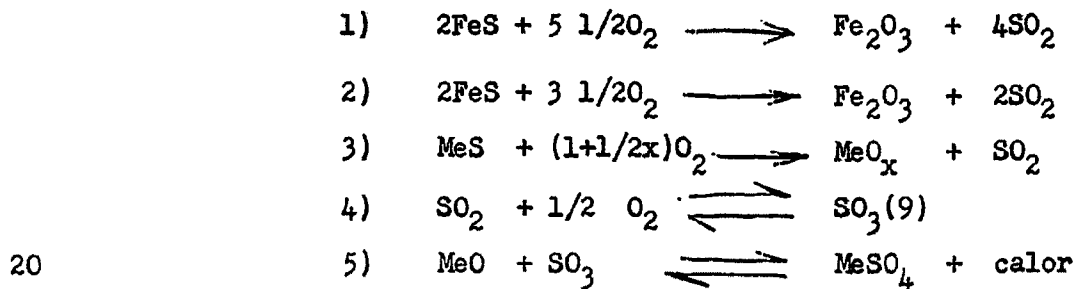 1) 2FeS + 5 1/2O₂ ⟶ Fe₂O₃ + 4SO₂
2) 2FeS + 3 1/2O₂ ⟶ Fe₂O₃ + 2SO₂
3) MeS + (1+1/2x)O₂ ⟶ MeOₓ + SO₂
4) SO₂ + 1/2 O₂ ⇌ SO₃(9)
20 5) MeO + SO₃ ⇌ MeSO₄ + calor